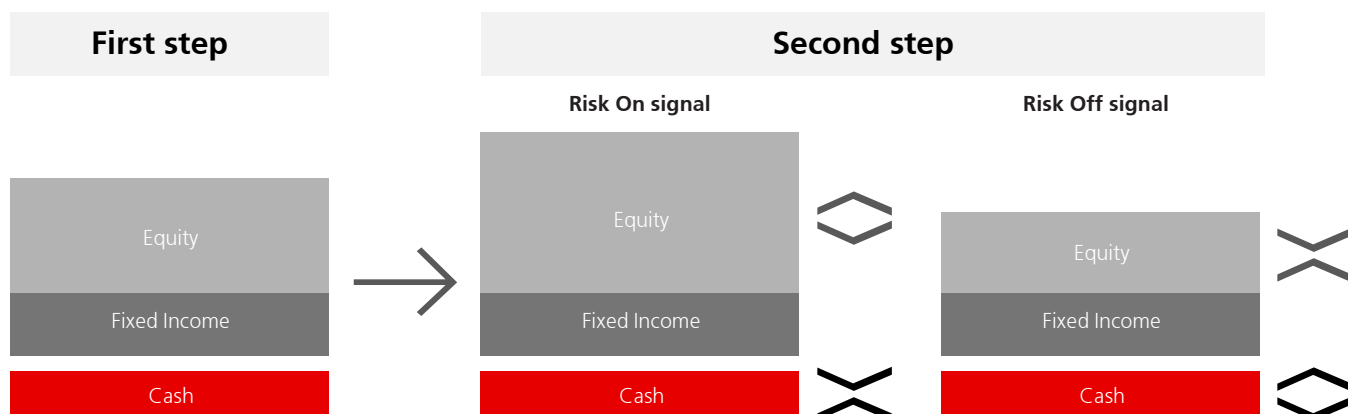 First step
Second step
Risk On signal
Risk Off signal
Equity
Equity
Equity
Fixed Income
Fixed Income
Fixed Income
Cash
Cash
Cash